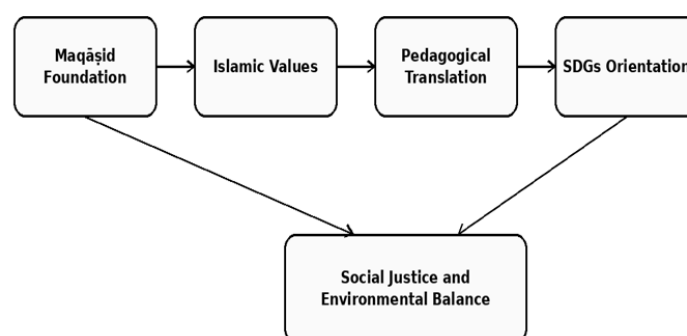 Maqāṣid
Foundation
Islamic Values
Pedagogical
Translation
SDGs Orientation
Social Justice and
Environmental Balance